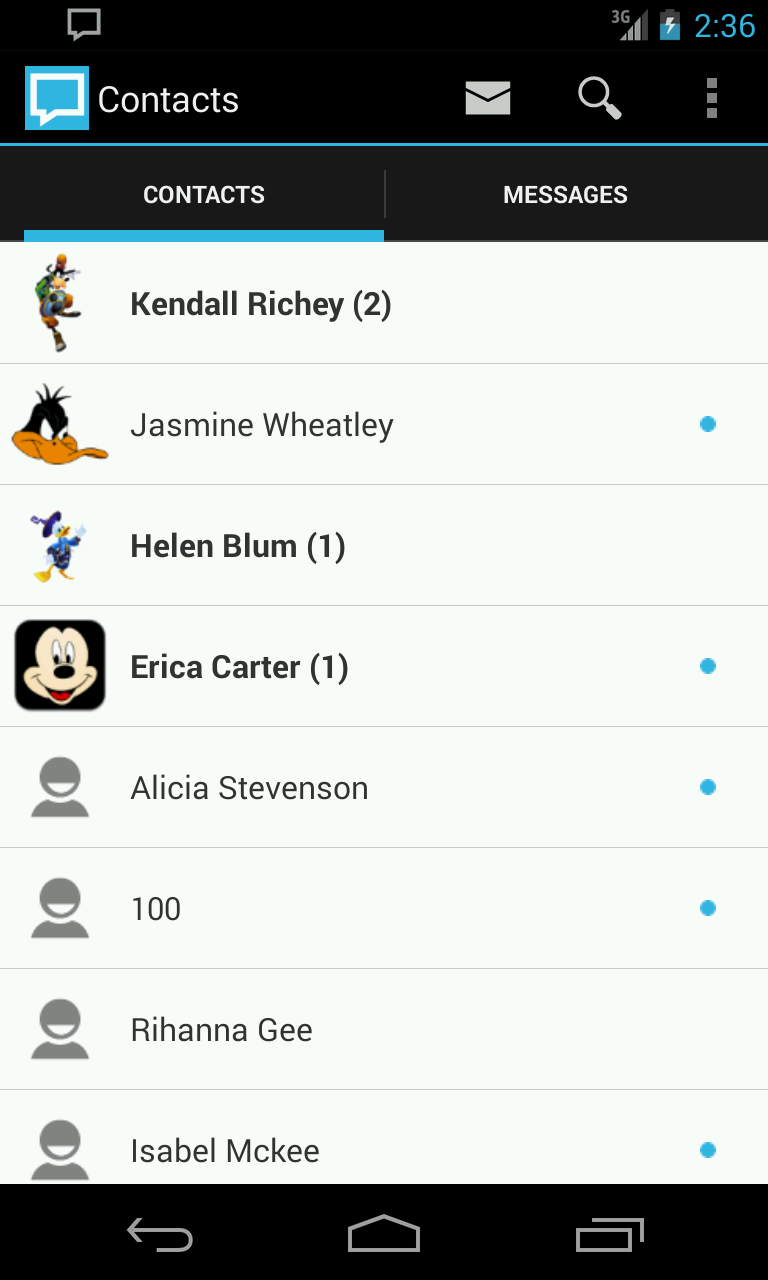 3G 2:36
Contacts
CONTACTS MESSAGES
Kendall Richey (2)
Jasmine Wheatley
Helen Blum (1)
Erica Carter (1)
Alicia Stevenson
100
Rihanna Gee
Isabel Mckee